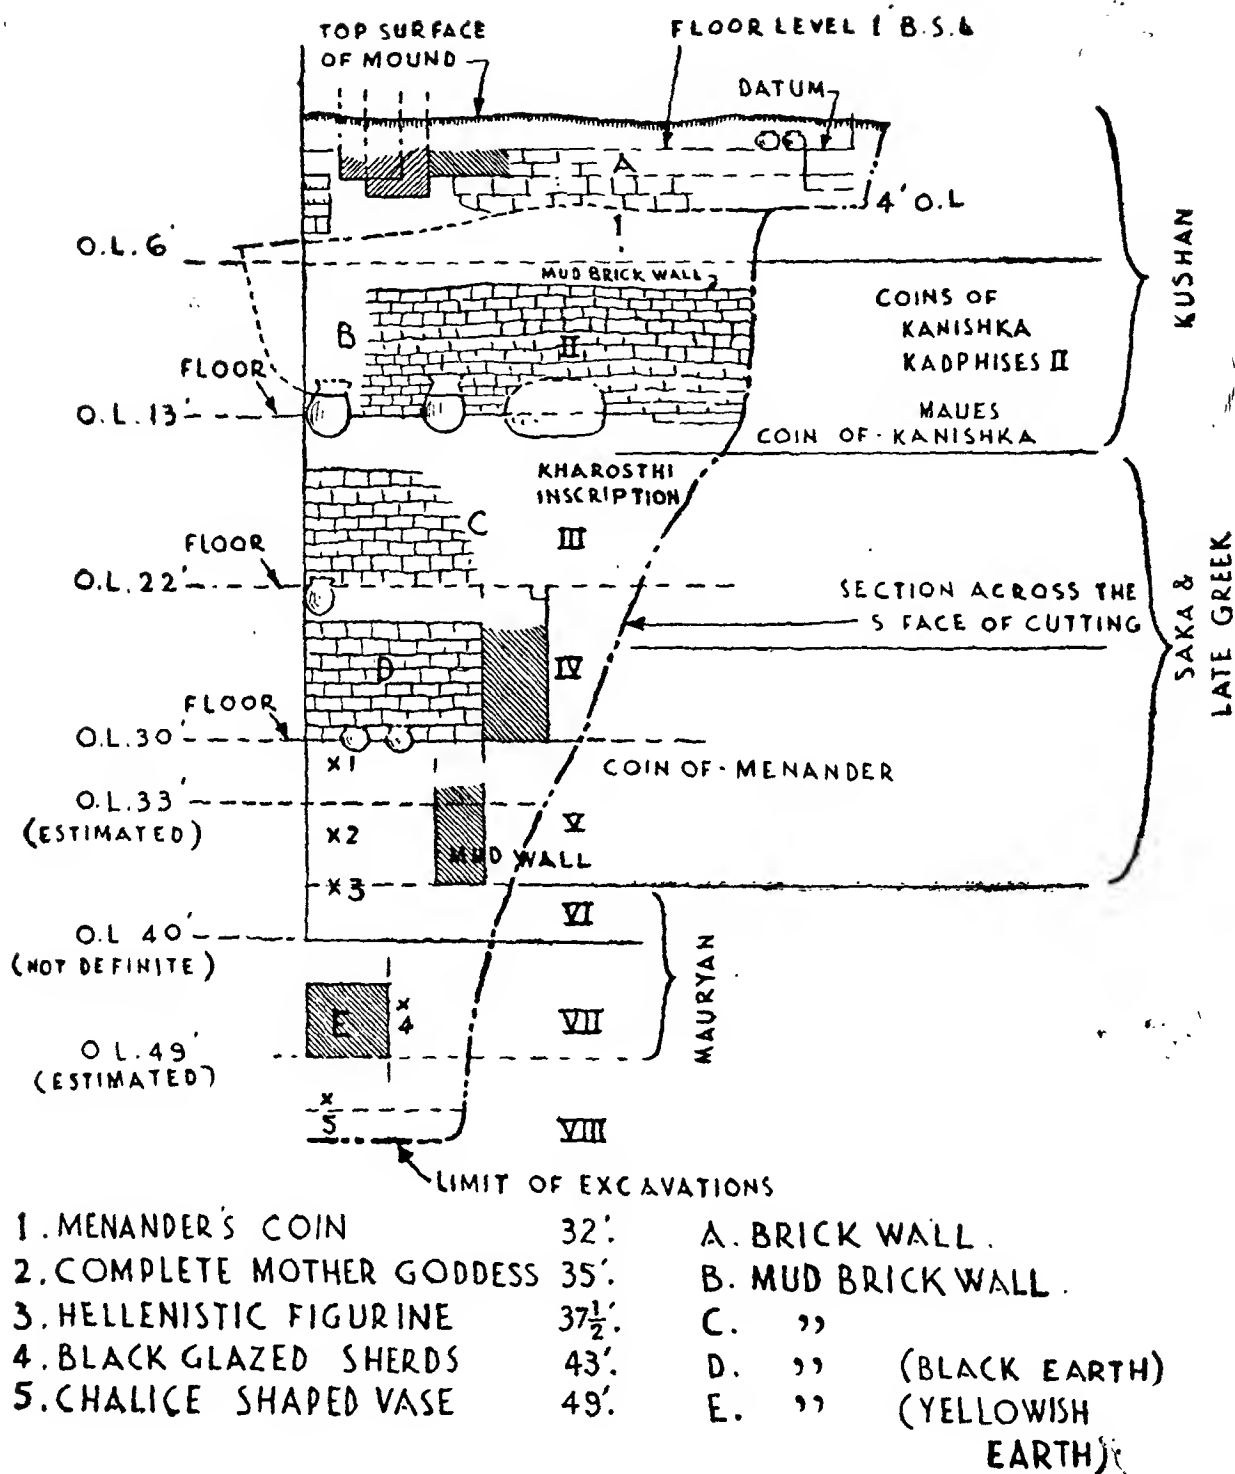 TOP SURFACE
OF MOUND
FLOOR LEVEL 1' B.S.L
DATUM
A
4' O.L
I
O.L. 6'
MUD BRICK WALL
B
II
COINS OF
KANISHKA
KADPHISES II
KUSHAN
FLOOR
O.L. 13'
MAUES
COIN OF-KANISHKA
KHAROSTHI
INSCRIPTION
C
III
FLOOR
O.L. 22'
SECTION ACROSS THE
S FACE OF CUTTING
SAKA &
LATE GREEK
D
IV
FLOOR
O.L. 30'
x1
COIN OF-MENANDER
O.L. 33'
(ESTIMATED)
x2
V
MUD WALL
x3
VI
O.L 40'
(NOT DEFINITE)
MAURYAN
E
x
4
VII
O L. 49'
(ESTIMATED)
x
5
VIII
LIMIT OF EXCAVATIONS
1. MENANDER'S COIN 32'.
2. COMPLETE MOTHER GODDESS 35'.
3. HELLENISTIC FIGURINE 37½'.
4. BLACK GLAZED SHERDS 43'.
5. CHALICE SHAPED VASE 49'.
A. BRICK WALL.
B. MUD BRICK WALL.
C. ,,
D. ,, (BLACK EARTH)
E. ,, (YELLOWISH
EARTH)